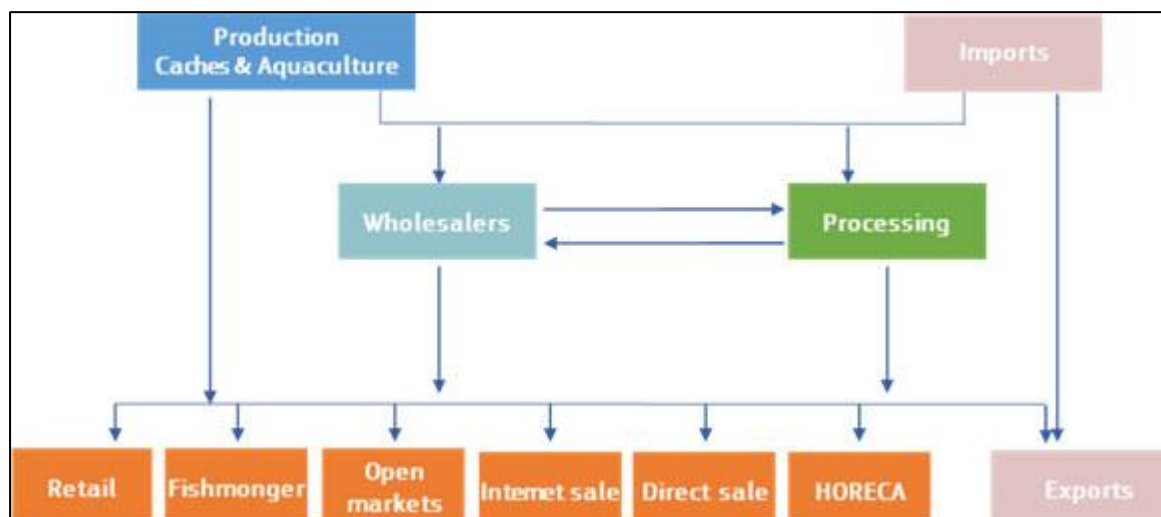 Production
Caches & Aquaculture
Imports
Wholesalers
Processing
Retail
Fishmonger
Open
markets
Internet sale
Direct sale
HORECA
Exports